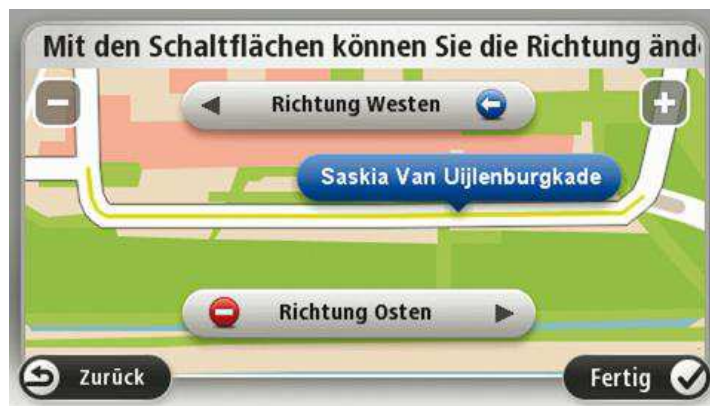 Mit den Schaltflächen können Sie die Richtung änd
Richtung Westen
Saskia Van Uijlenburgkade
Richtung Osten
Zurück
Fertig